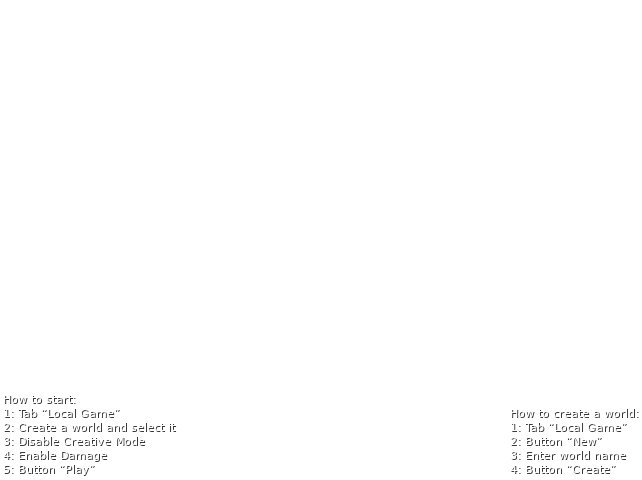 How to start:
1: Tab “Local Game”
2: Create a world and select it
3: Disable Creative Mode
4: Enable Damage
5: Button “Play”
How to create a world:
1: Tab “Local Game”
2: Button “New”
3: Enter world name
4: Button “Create”